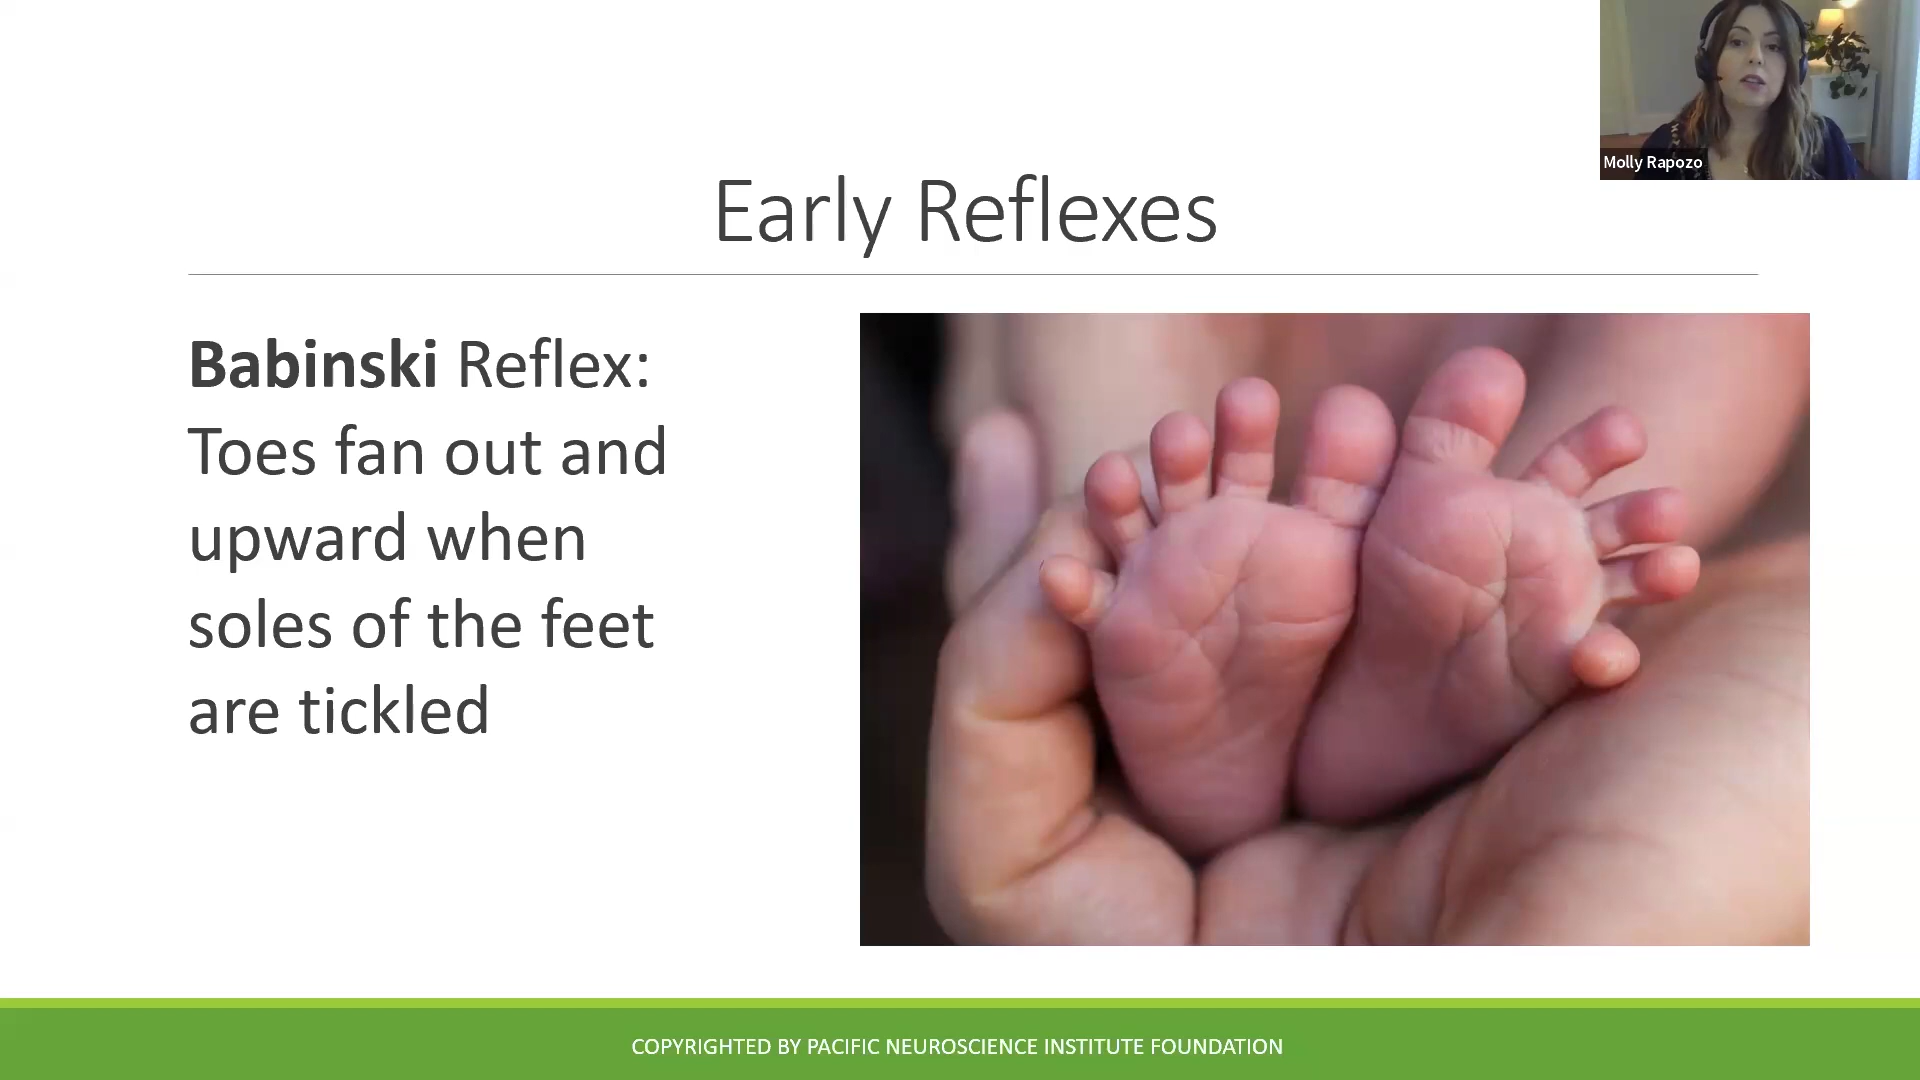 Molly Rapozo
Early Reflexes
Babinski Reflex:
Toes fan out and
upward when
soles of the feet
are tickled
COPYRIGHTED BY PACIFIC NEUROSCIENCE INSTITUTE FOUNDATION